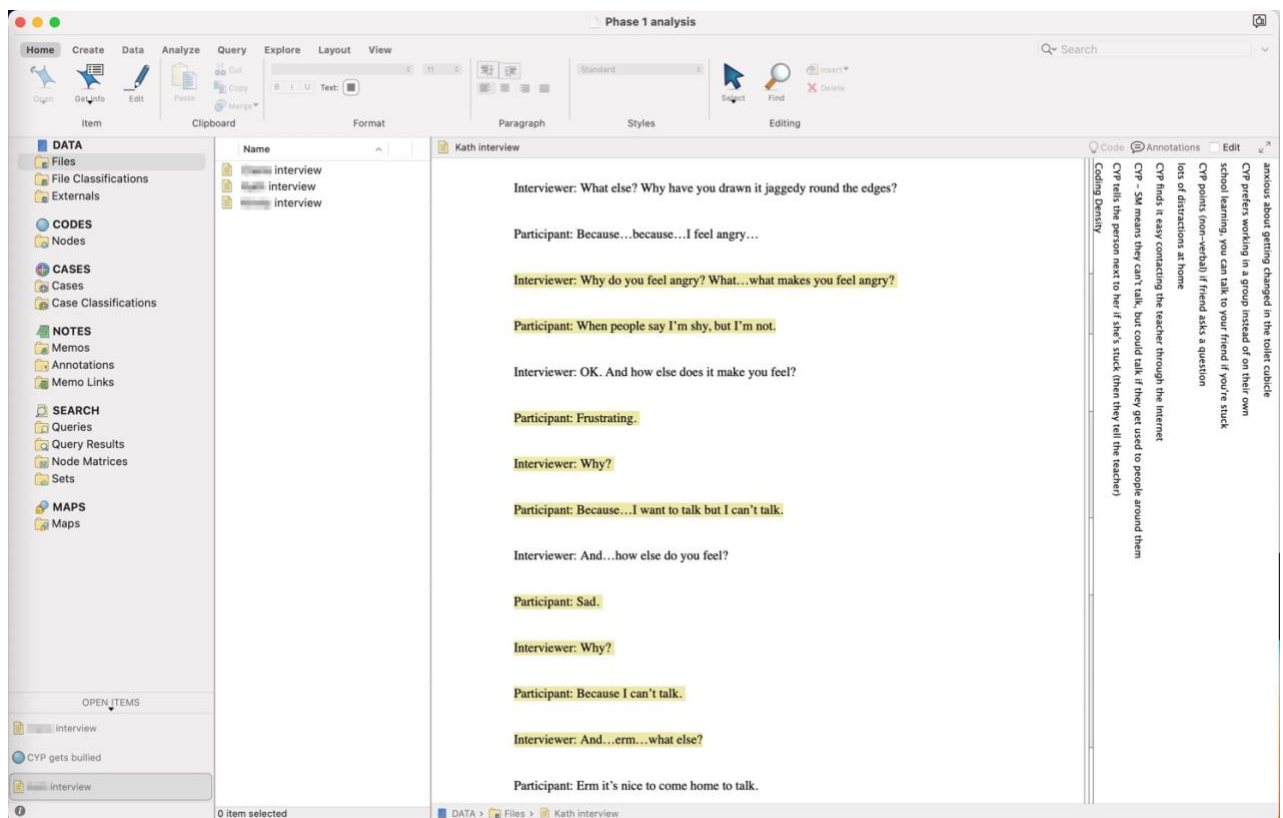 Phase 1 analysis
Home Create Data Analyze Query Explore Layout View
Search
Open Get Info Edit
Paste
Cut
Copy
Merge
11
B I U Text:
Standard
Select Find
Insert
Delete
Item Clipboard Format Paragraph Styles Editing
DATA
Files
File Classifications
Externals
CODES
Nodes
CASES
Cases
Case Classifications
NOTES
Memos
Annotations
Memo Links
SEARCH
Queries
Query Results
Node Matrices
Sets
MAPS
Maps
OPEN ITEMS
interview
CYP gets bullied
interview
Name
interview
interview
interview
0 item selected
Kath interview
Code Annotations Edit
Interviewer: What else? Why have you drawn it jaggedy round the edges?
Participant: Because…because…I feel angry…
Interviewer: Why do you feel angry? What…what makes you feel angry?
Participant: When people say I'm shy, but I'm not.
Interviewer: OK. And how else does it make you feel?
Participant: Frustrating.
Interviewer: Why?
Participant: Because…I want to talk but I can't talk.
Interviewer: And…how else do you feel?
Participant: Sad.
Interviewer: Why?
Participant: Because I can't talk.
Interviewer: And…erm…what else?
Participant: Erm it's nice to come home to talk.
anxious about getting changed in the toilet cubicle
CYP prefers working in a group instead of on their own
school learning, you can talk to your friend if you're stuck
CYP points (non-verbal) if friend asks a question
lots of distractions at home
CYP finds it easy contacting the teacher through the Internet
CYP - SM means they can't talk, but could talk if they get used to people around them
CYP tells the person next to her if she's stuck (then they tell the teacher)
Coding Density
DATA > Files > Kath interview